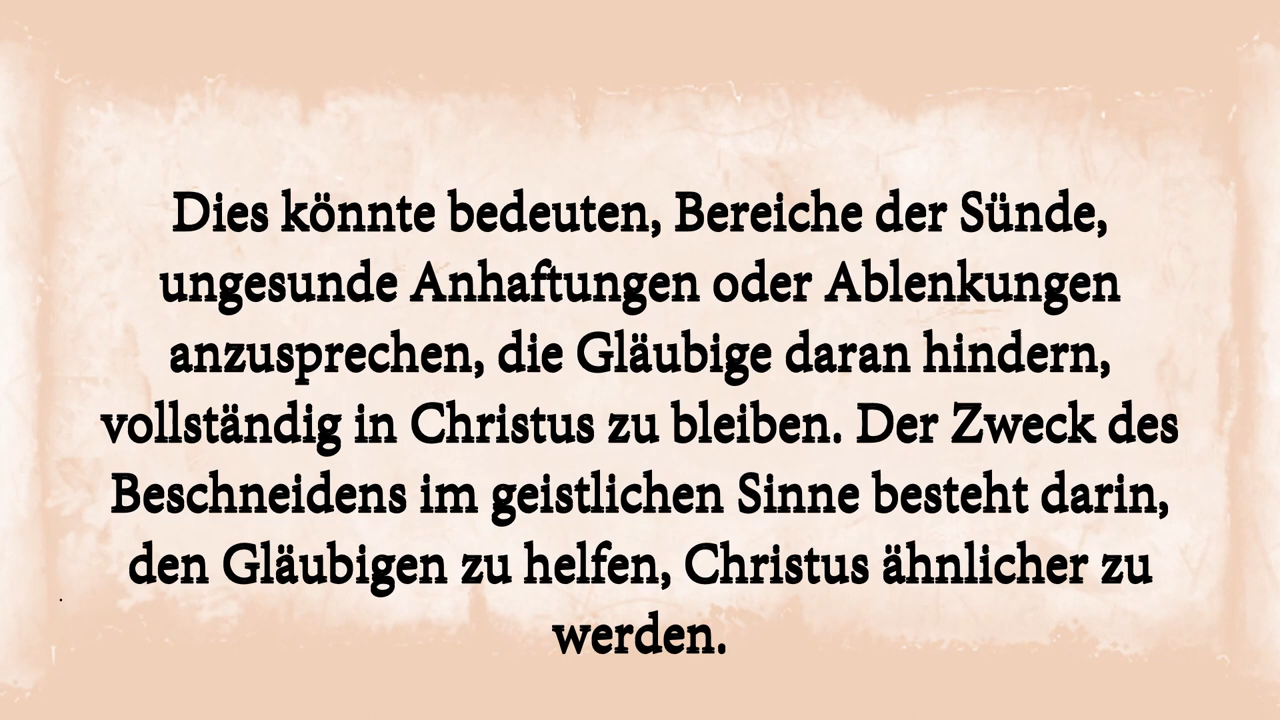 Dies könnte bedeuten, Bereiche der Sünde,
ungesunde Anhaftungen oder Ablenkungen
anzusprechen, die Gläubige daran hindern,
vollständig in Christus zu bleiben. Der Zweck des
Beschneidens im geistlichen Sinne besteht darin,
den Gläubigen zu helfen, Christus ähnlicher zu
werden.